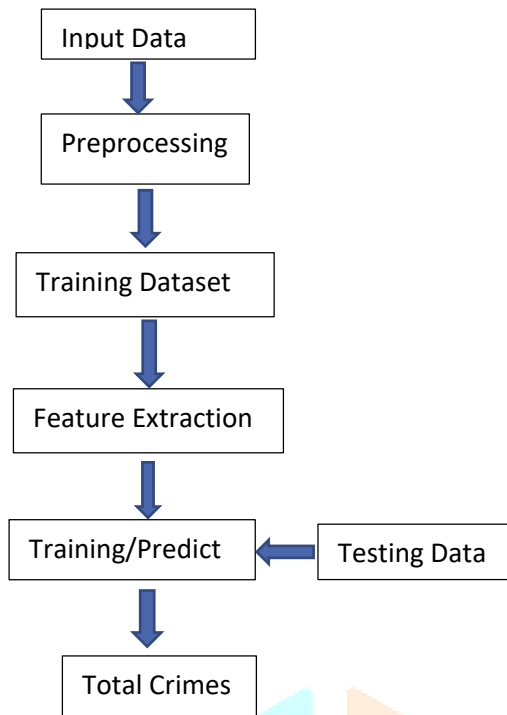 Input Data
Preprocessing
Training Dataset
Feature Extraction
Training/Predict
Testing Data
Total Crimes